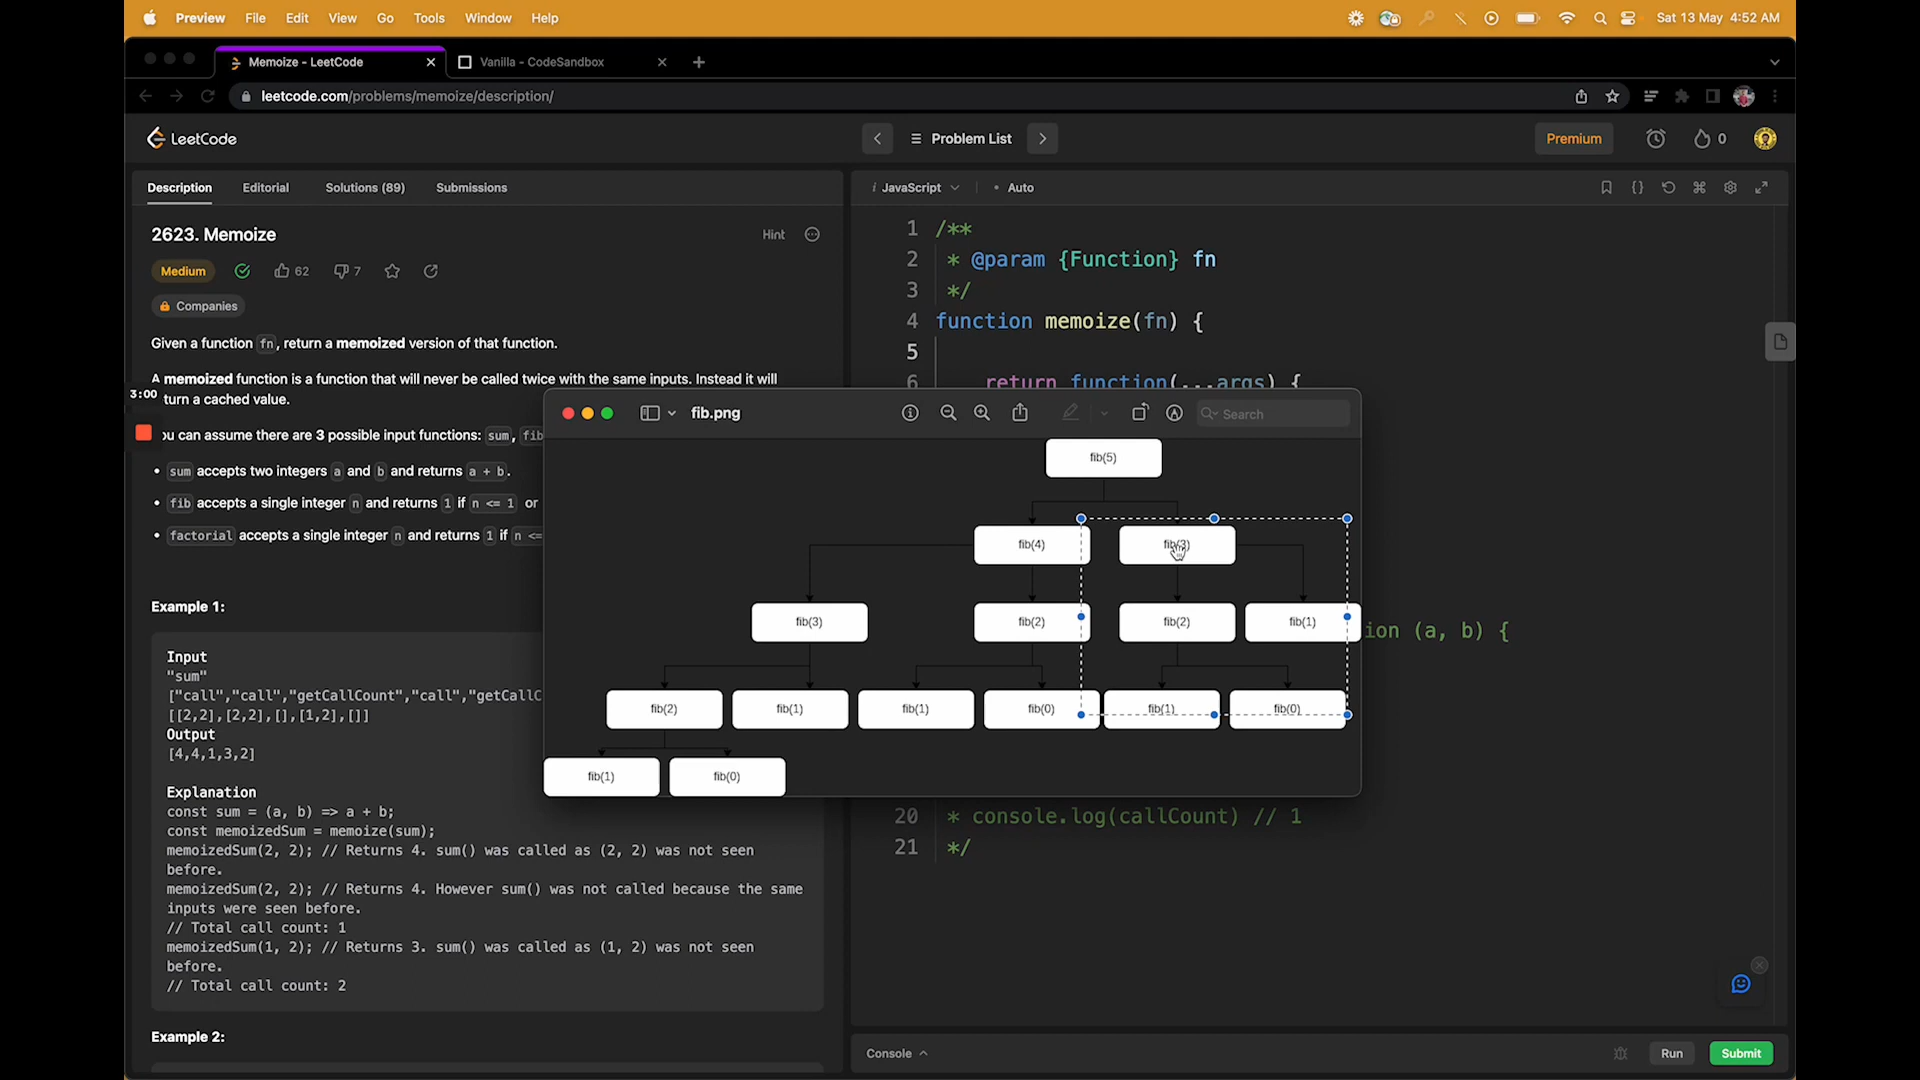 Preview File Edit View Go Tools Window Help
Sat 13 May 4:52 AM
Memoize - LeetCode
Vanilla - CodeSandbox
leetcode.com/problems/memoize/description/
LeetCode
Problem List
Premium
0
Description Editorial Solutions (89) Submissions
i JavaScript • Auto
2623. Memoize
Hint
Medium
62
7
Companies
Given a function fn, return a memoized version of that function.
A memoized function is a function that will never be called twice with the same inputs. Instead it will
turn a cached value.
3:00
ou can assume there are 3 possible input functions: sum, fib
• sum accepts two integers a and b and returns a + b.
• fib accepts a single integer n and returns 1 if n <= 1 or
• factorial accepts a single integer n and returns 1 if n <=
Example 1:
Input
"sum"
["call","call","getCallCount","call","getCallC
[[2,2],[2,2],[],[1,2],[]]
Output
[4,4,1,3,2]
Explanation
const sum = (a, b) => a + b;
const memoizedSum = memoize(sum);
memoizedSum(2, 2); // Returns 4. sum() was called as (2, 2) was not seen
before.
memoizedSum(2, 2); // Returns 4. However sum() was not called because the same
inputs were seen before.
// Total call count: 1
memoizedSum(1, 2); // Returns 3. sum() was called as (1, 2) was not seen
before.
// Total call count: 2
Example 2:
1 /**
2 * @param {Function} fn
3 */
4 function memoize(fn) {
5
6 return function(...args) {
fib.png
Search
fib(5)
fib(4) fib(3)
fib(3) fib(2) fib(2) fib(1)
fib(2) fib(1) fib(1) fib(0) fib(1) fib(0)
fib(1) fib(0)
ion (a, b) {
20 * console.log(callCount) // 1
21 */
Console
Run
Submit